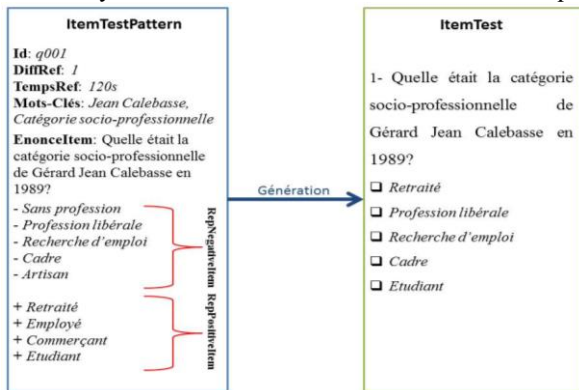 ItemTestPattern
Id: q001
DiffRef: 1
TempsRef: 120s
Mots-Clés: Jean Calebasse,
Catégorie socio-professionnelle
EnonceItem: Quelle était la
catégorie socio-professionnelle
de Gérard Jean Calebasse en
1989?
- Sans profession
- Profession libérale
- Recherche d'emploi
- Cadre
- Artisan
RepNegativeItem
+ Retraité
+ Employé
+ Commerçant
+ Etudiant
RepPositiveItem
Génération
ItemTest
1- Quelle était la catégorie
socio-professionnelle de
Gérard Jean Calebasse en
1989?
❑ Retraité
❑ Profession libérale
❑ Recherche d'emploi
❑ Cadre
❑ Etudiant